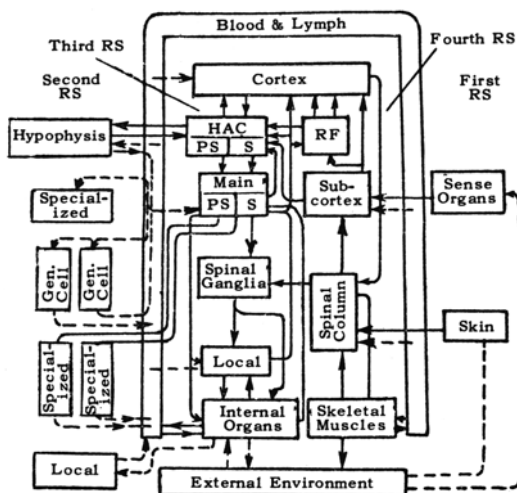 Blood & Lymph
Third RS
Fourth RS
Second
RS
First
RS
Cortex
Hypophysis
HAC
PS S
RF
Special-
ized
Main
PS S
Sub-
cortex
Sense
Organs
Gen.
Cell
Gen.
Cell
Spinal
Ganglia
Spinal
Column
Skin
Special-
ized
Special-
ized
Local
Internal
Organs
Skeletal
Muscles
Local
External Environment